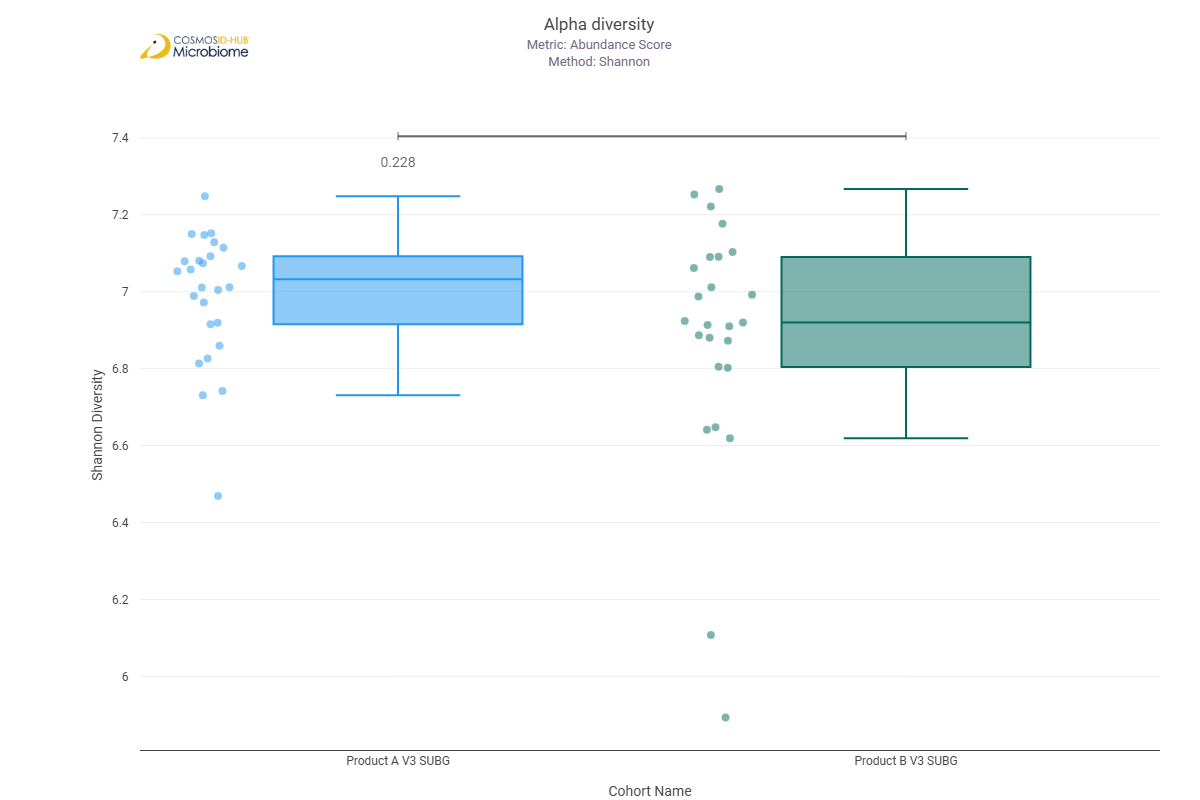 Alpha diversity
Metric: Abundance Score
Method: Shannon
COSMOSID-HUB®
Microbiome
7.4
0.228
7.2
7
6.8
6.6
6.4
6.2
6
Shannon Diversity
Product A V3 SUBG
Product B V3 SUBG
Cohort Name